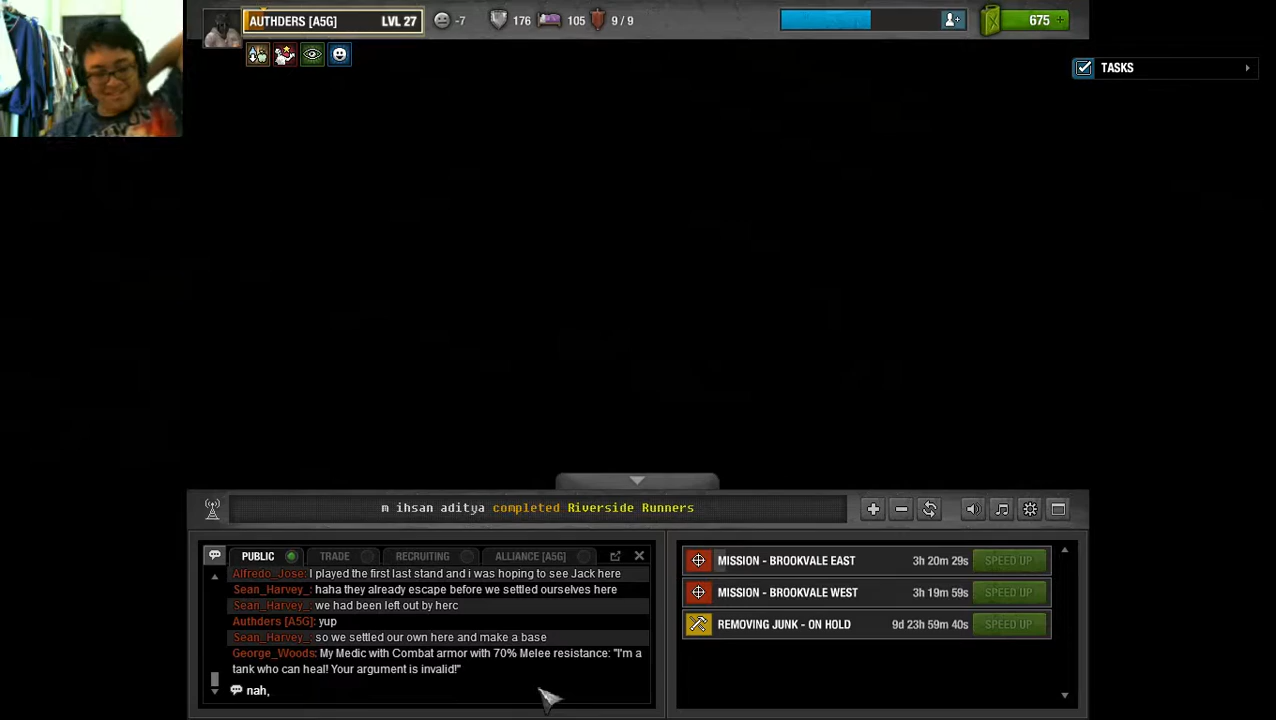 AUTHDERS [A5G] LVL 27 -7 176 105 9 / 9 675 +
TASKS
m ihsan aditya completed Riverside Runners
PUBLIC TRADE RECRUITING ALLIANCE [A5G]
Alfredo_Jose: I played the first last stand and i was hoping to see Jack here
Sean_Harvey_: haha they already escape before we settled ourselves here
Sean_Harvey_: we had been left out by herc
Authders [A5G]: yup
Sean_Harvey_: so we settled our own here and make a base
George_Woods: My Medic with Combat armor with 70% Melee resistance: "I'm a
tank who can heal! Your argument is invalid!"
nah,
MISSION - BROOKVALE EAST 3h 20m 29s SPEED UP
MISSION - BROOKVALE WEST 3h 19m 59s SPEED UP
REMOVING JUNK - ON HOLD 9d 23h 59m 40s SPEED UP